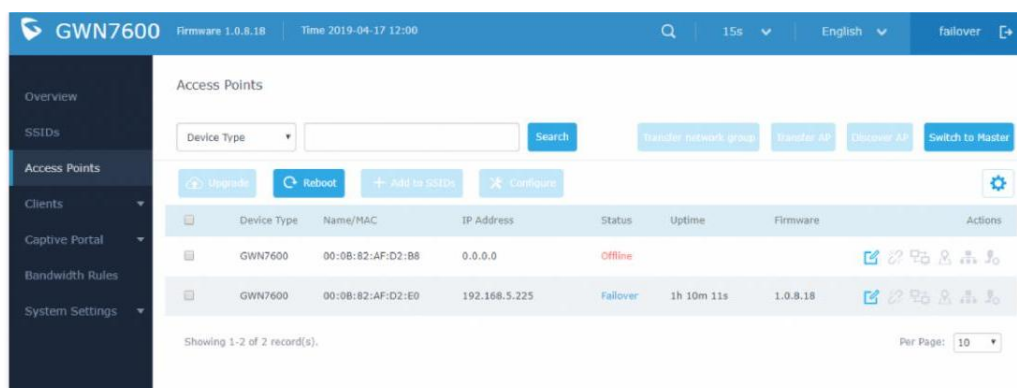 GWN7600 Firmware 1.0.8.18 Time 2019-04-17 12:00 15s English failover
Overview
SSIDs
Access Points
Clients
Captive Portal
Bandwidth Rules
System Settings
Access Points
Device Type Search Transfer network group Transfer AP Discover AP Switch to Master
Upgrade Reboot + Add to SSIDs Configure
Device Type Name/MAC IP Address Status Uptime Firmware Actions
GWN7600 00:0B:82:AF:D2:B8 0.0.0.0 Offline
GWN7600 00:0B:82:AF:D2:E0 192.168.5.225 Failover 1h 10m 11s 1.0.8.18
Showing 1-2 of 2 record(s). Per Page: 10